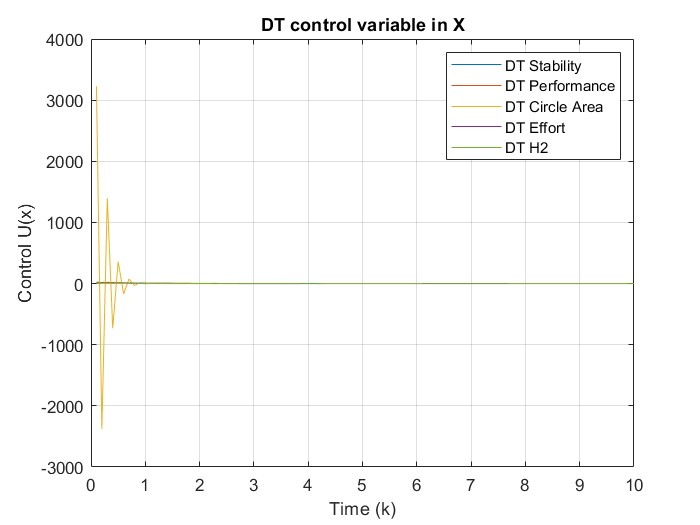 DT control variable in X
4000
3000
2000
1000
0
-1000
-2000
-3000
Control U(x)
DT Stability
DT Performance
DT Circle Area
DT Effort
DT H2
0 1 2 3 4 5 6 7 8 9 10
Time (k)